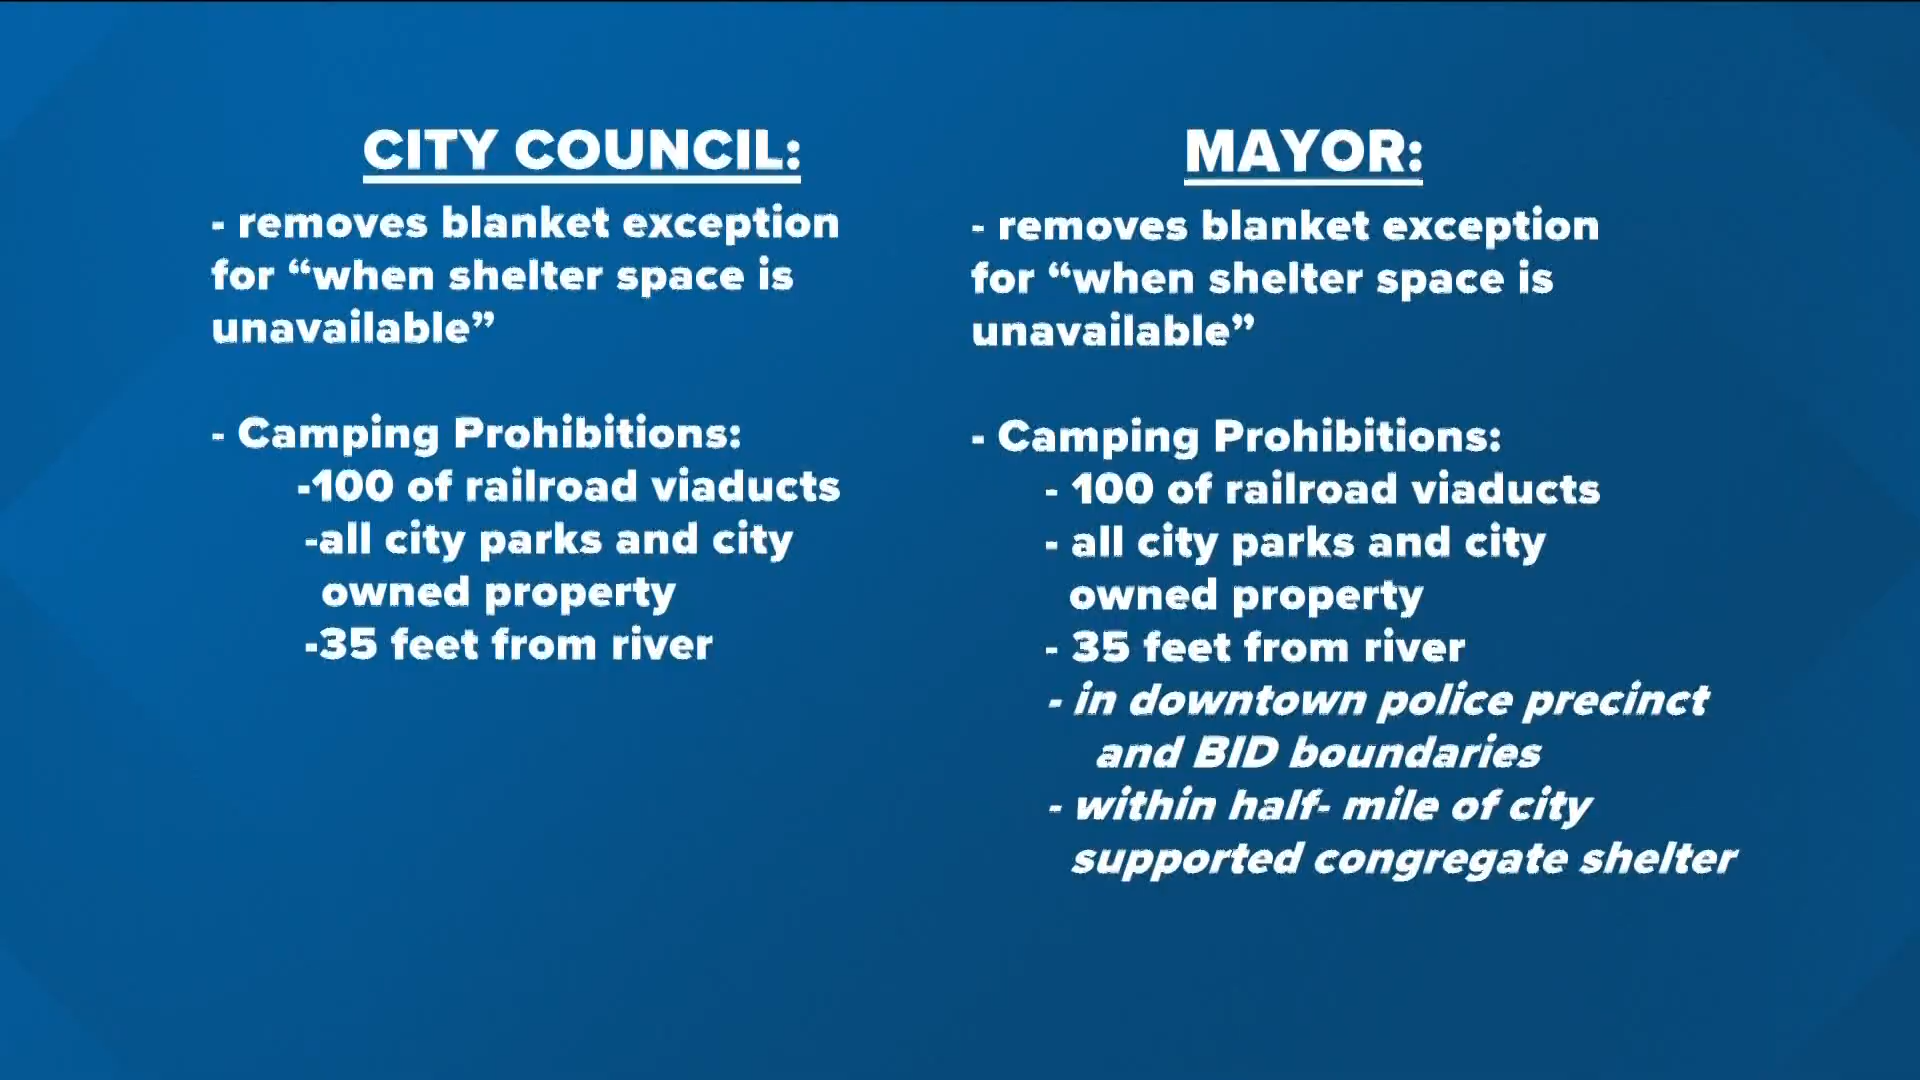 CITY COUNCIL:
- removes blanket exception
for “when shelter space is
unavailable”
- Camping Prohibitions:
-100 of railroad viaducts
-all city parks and city
owned property
-35 feet from river
MAYOR:
- removes blanket exception
for “when shelter space is
unavailable”
- Camping Prohibitions:
- 100 of railroad viaducts
- all city parks and city
owned property
- 35 feet from river
- in downtown police precinct
and BID boundaries
- within half- mile of city
supported congregate shelter